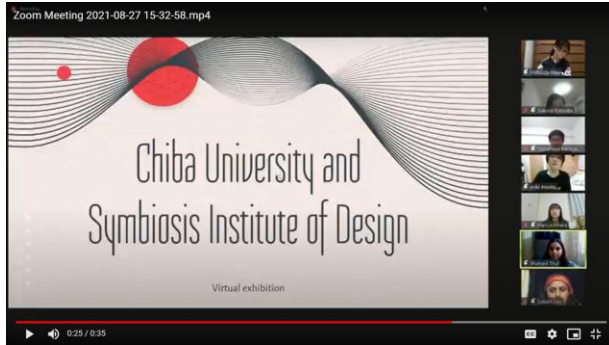 Zoom Meeting 2021-08-27 15-32-58.mp4
Chiba University and
Symbiosis Institute of Design
Virtual exhibition
0:25 / 0:35